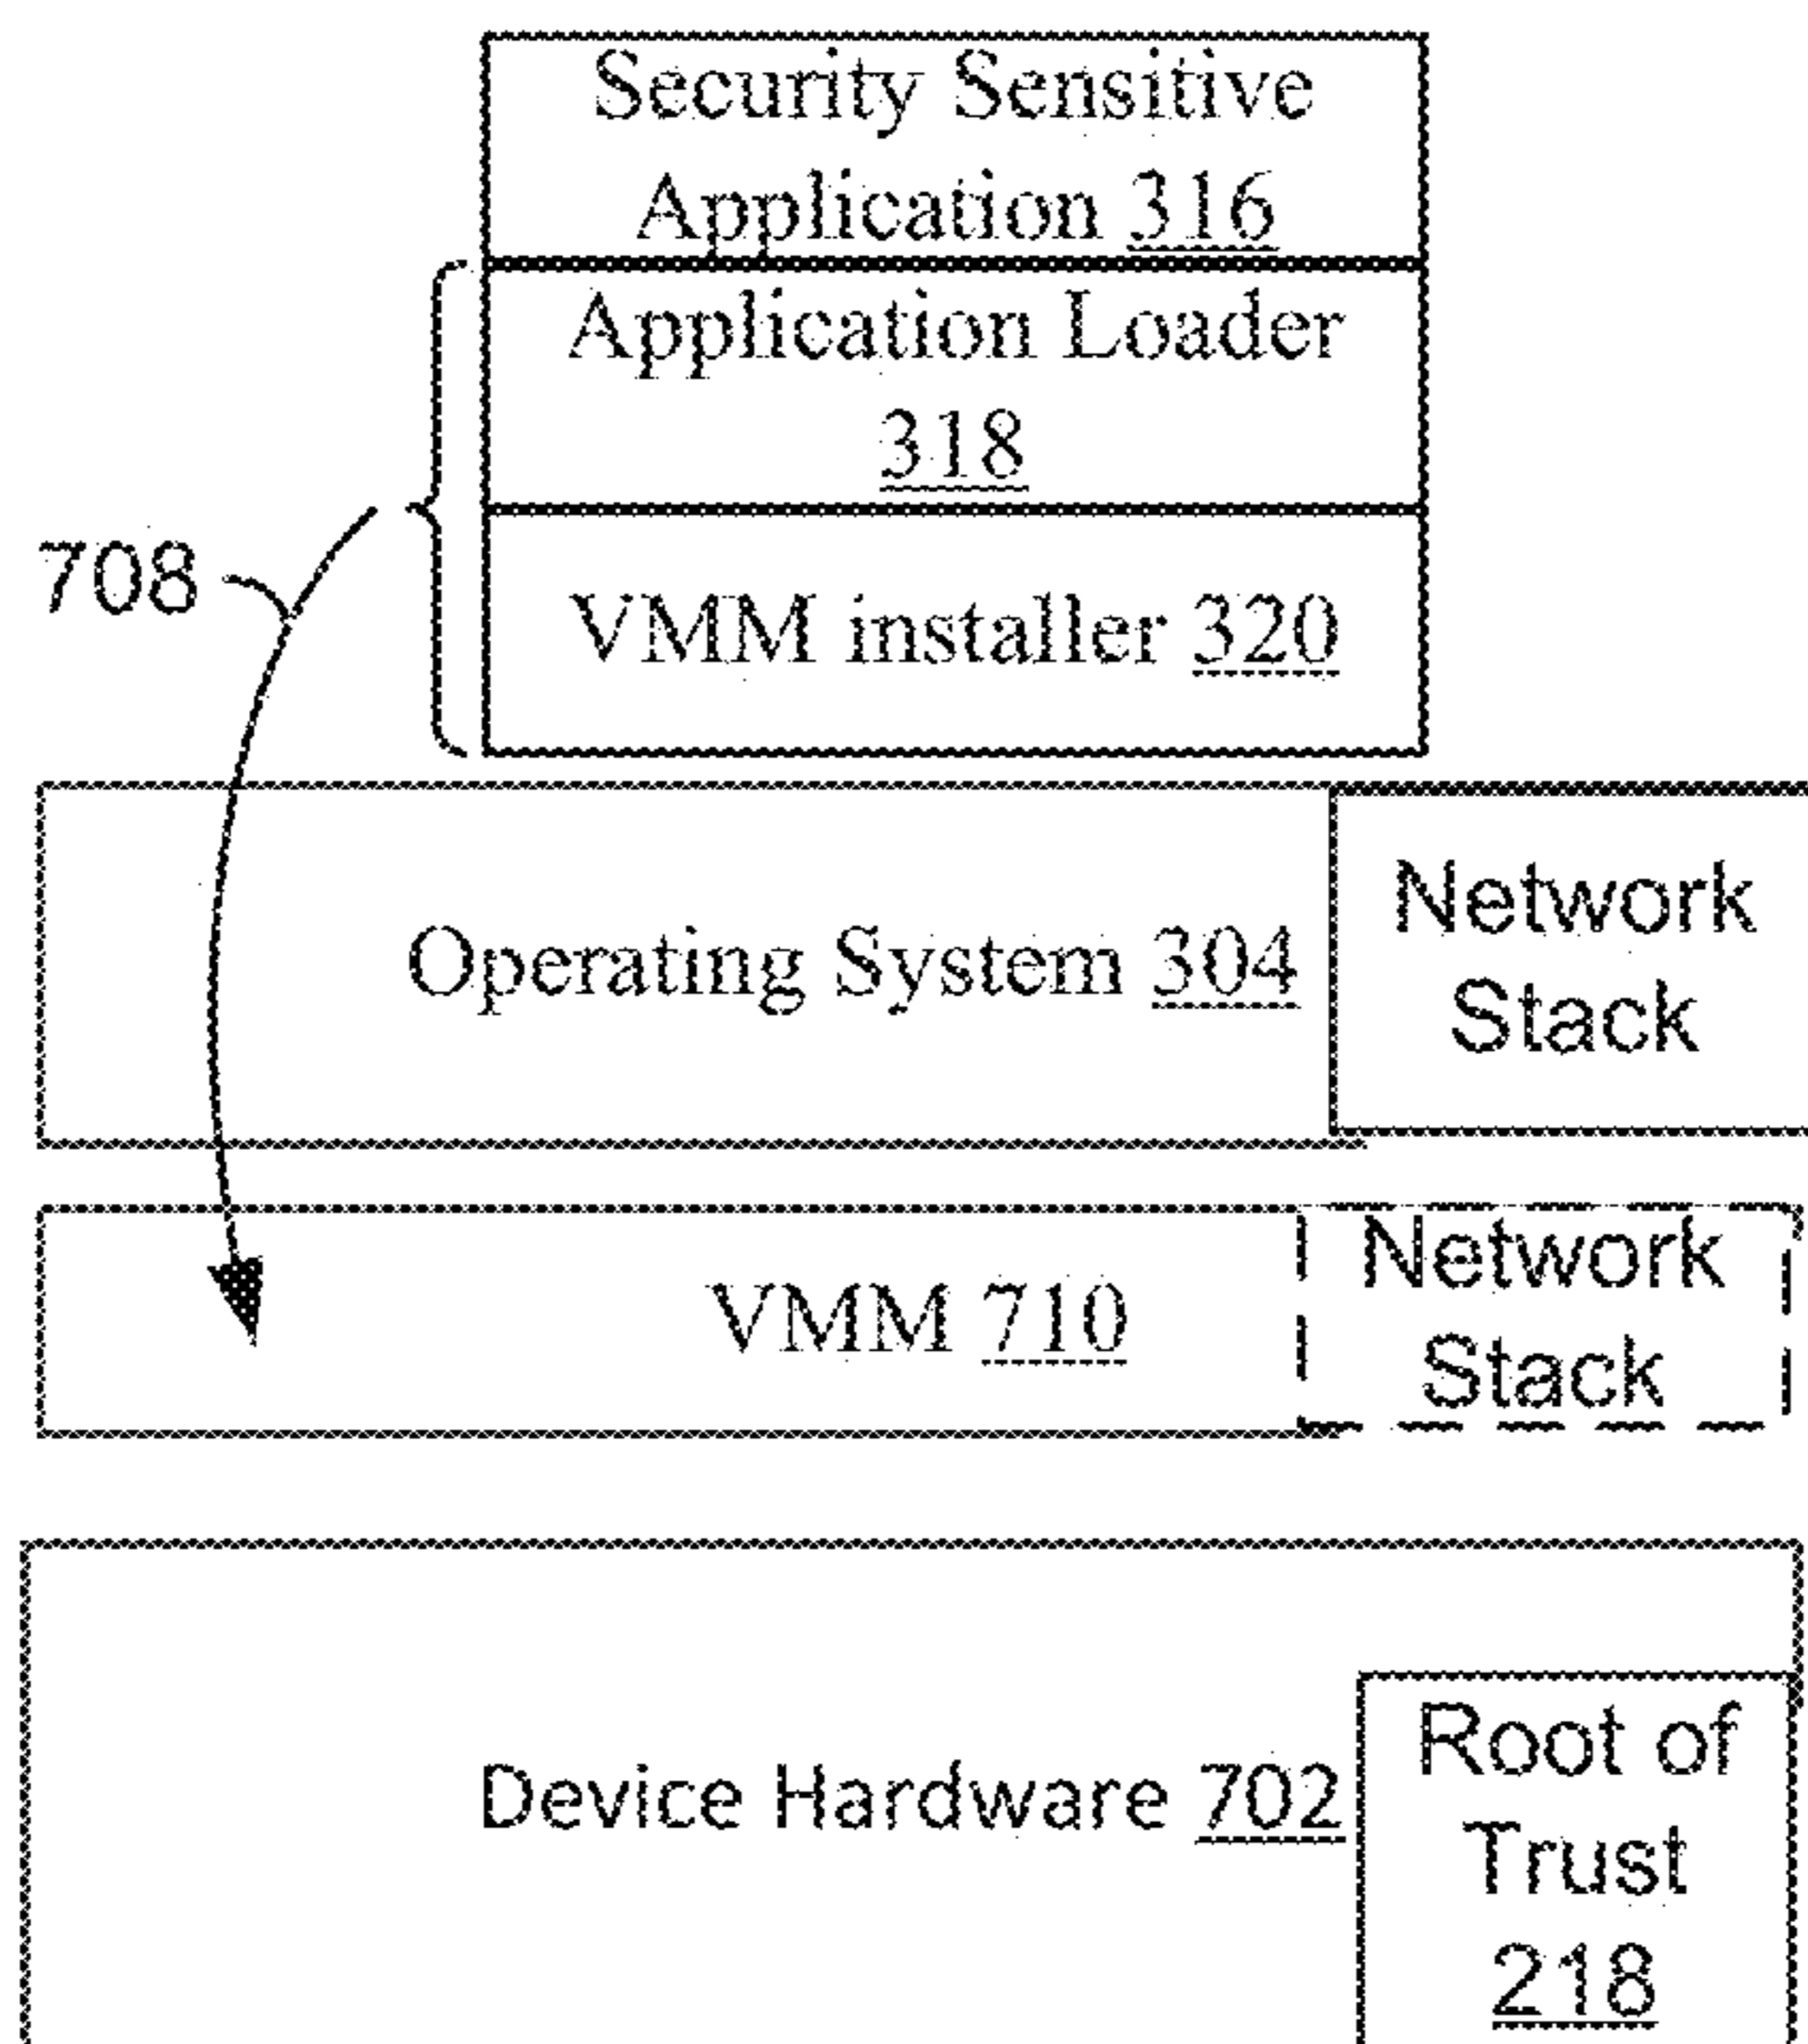 Security Sensitive
Application 316
Application Loader
318
708
VMM installer 320
Network
Operating System 304
Stack
Network
VMM 710
Stack
Root of
Device Hardware 702
Trust
218